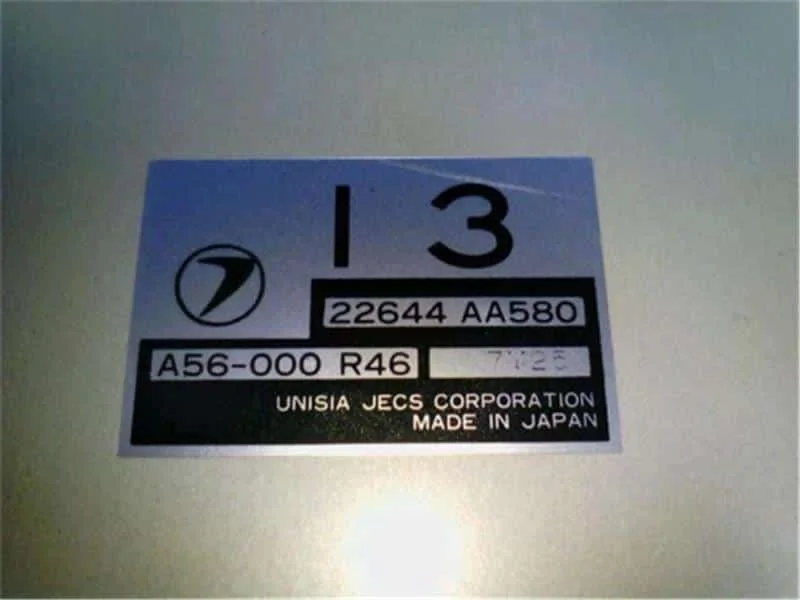 13
22644 AA580
A56-000 R46
UNISIA JECS CORPORATION
MADE IN JAPAN